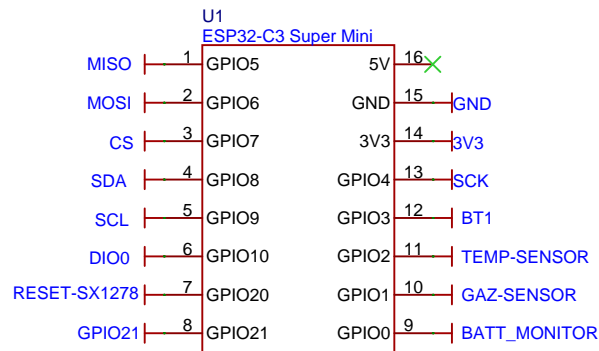 U1
ESP32-C3 Super Mini
MISO 1 GPIO5 5V 16
MOSI 2 GPIO6 GND 15 GND
CS 3 GPIO7 3V3 14 3V3
SDA 4 GPIO8 GPIO4 13 SCK
SCL 5 GPIO9 GPIO3 12 BT1
DIO0 6 GPIO10 GPIO2 11 TEMP-SENSOR
RESET-SX1278 7 GPIO20 GPIO1 10 GAZ-SENSOR
GPIO21 8 GPIO21 GPIO0 9 BATT_MONITOR